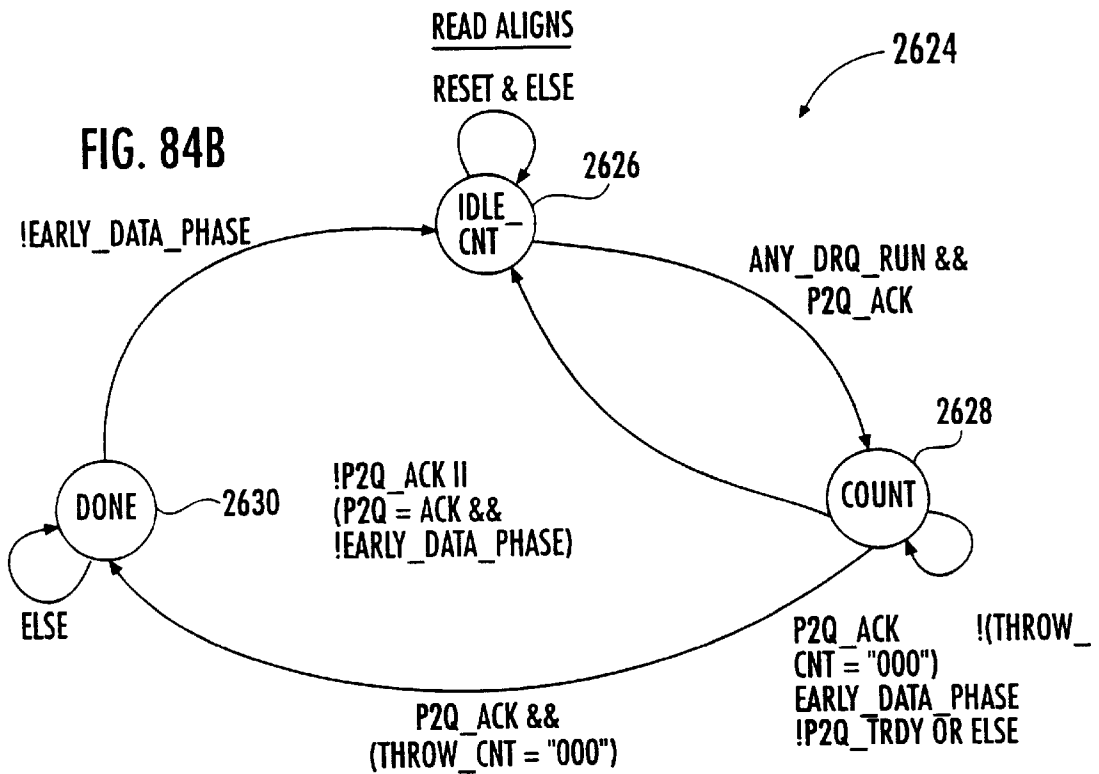 READ ALIGNS
2624
RESET & ELSE
FIG. 84B
2626
IDLE_
CNT
!EARLY_DATA_PHASE
ANY_DRQ_RUN &&
P2Q_ACK
2628
COUNT
DONE
2630
!P2Q_ACK II
(P2Q = ACK &&
!EARLY_DATA_PHASE)
ELSE
P2Q_ACK !(THROW_
CNT = "000")
EARLY_DATA_PHASE
!P2Q_TRDY OR ELSE
P2Q_ACK &&
(THROW_CNT = "000")